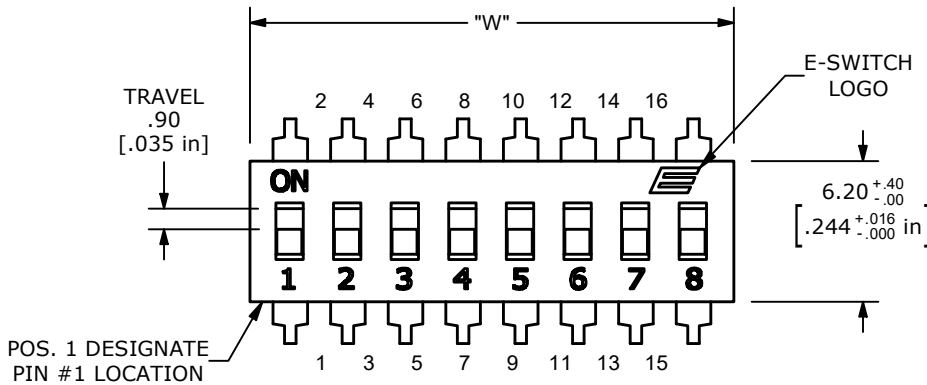 "W"
E-SWITCH
LOGO
TRAVEL
.90
[.035 in]
2 4 6 8 10 12 14 16
ON
6.20 +.40 -.00
[.244 +.016 -.000 in]
1 2 3 4 5 6 7 8
POS. 1 DESIGNATE
PIN #1 LOCATION
1 3 5 7 9 11 13 15